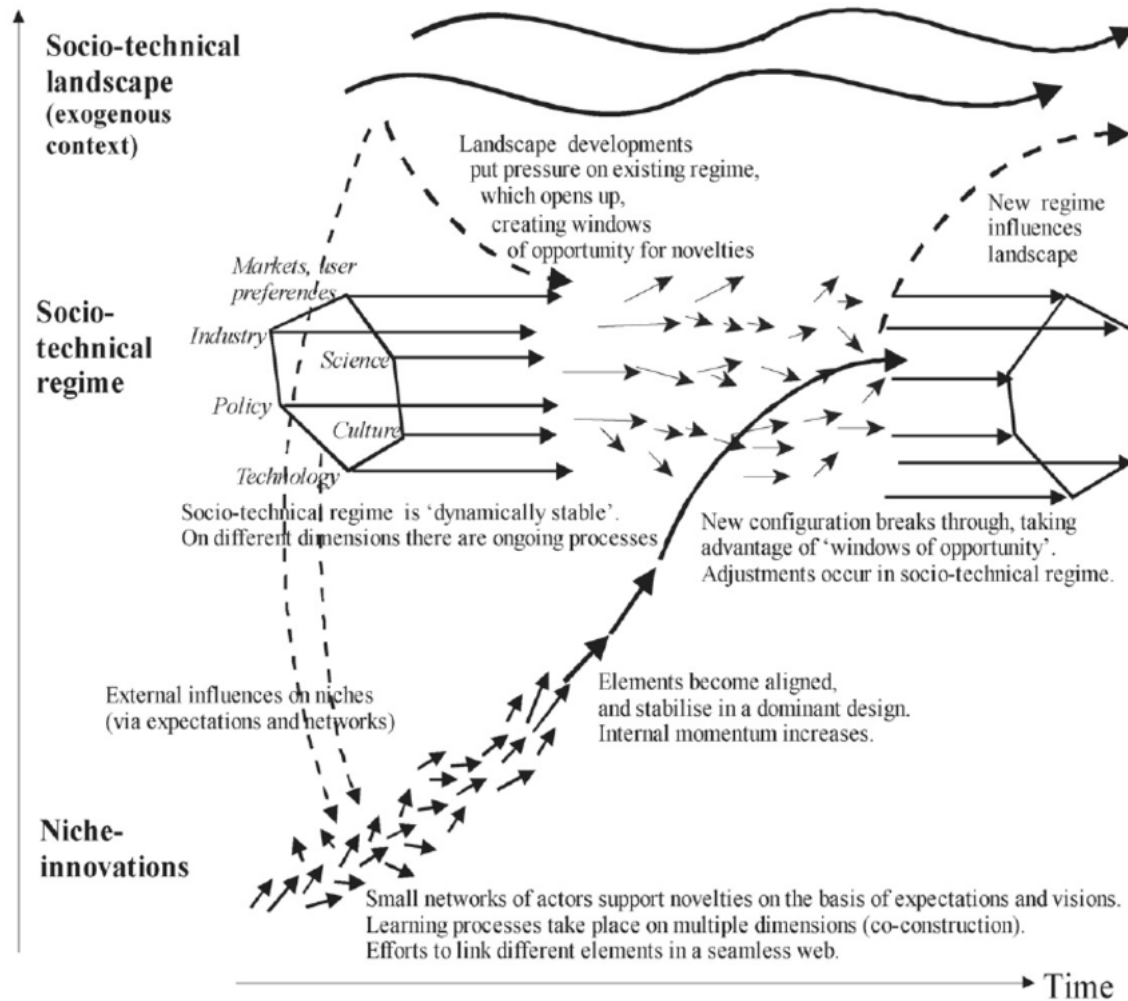 Socio-technical
landscape
(exogenous
context)
Landscape developments
put pressure on existing regime,
which opens up,
creating windows
of opportunity for novelties
New regime
influences
landscape
Markets, user
preferences
Industry
Science
Policy
Culture
Technology
Socio-
technical
regime
Socio-technical regime is ‘dynamically stable’.
On different dimensions there are ongoing processes
New configuration breaks through, taking
advantage of ‘windows of opportunity’.
Adjustments occur in socio-technical regime.
External influences on niches
(via expectations and networks)
Elements become aligned,
and stabilise in a dominant design.
Internal momentum increases.
Niche-
innovations
Small networks of actors support novelties on the basis of expectations and visions.
Learning processes take place on multiple dimensions (co-construction).
Efforts to link different elements in a seamless web.
Time